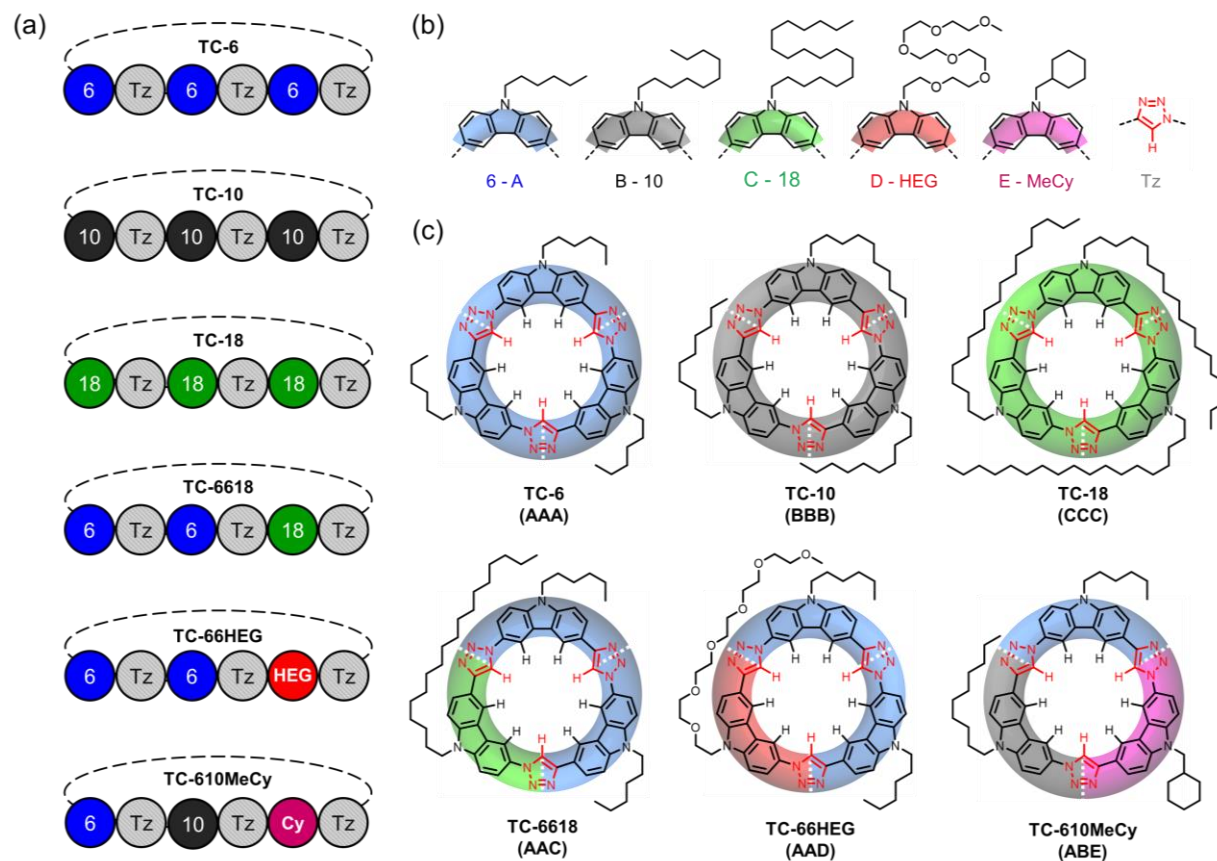 (a)
TC-6
6 Tz 6 Tz 6 Tz
TC-10
10 Tz 10 Tz 10 Tz
TC-18
18 Tz 18 Tz 18 Tz
TC-6618
6 Tz 6 Tz 18 Tz
TC-66HEG
6 Tz 6 Tz HEG Tz
TC-610MeCy
6 Tz 10 Tz Cy Tz
(b)
O O
O O
O O
N N N N N N N N
H
6 - A B - 10 C - 18 D - HEG E - MeCy Tz
(c)
N
N N N N N N
H H H H
H H
H H H
N N
N N N
TC-6
(AAA)
N
N N N N N N
H H H H
H H
H H H
N N
N N N
TC-10
(BBB)
N
N N N N N N
H H H H
H H
H H H
N N
N N N
TC-18
(CCC)
N
N N N N N N
H H H H
H H
H H H
N N
N N N
TC-6618
(AAC)
O
O
O
O
O
O
N
N N N N N N
H H H H
H H
H H H
N N
N N N
TC-66HEG
(AAD)
N
N N N N N N
H H H H
H H
H H H
N N
N N N
TC-610MeCy
(ABE)